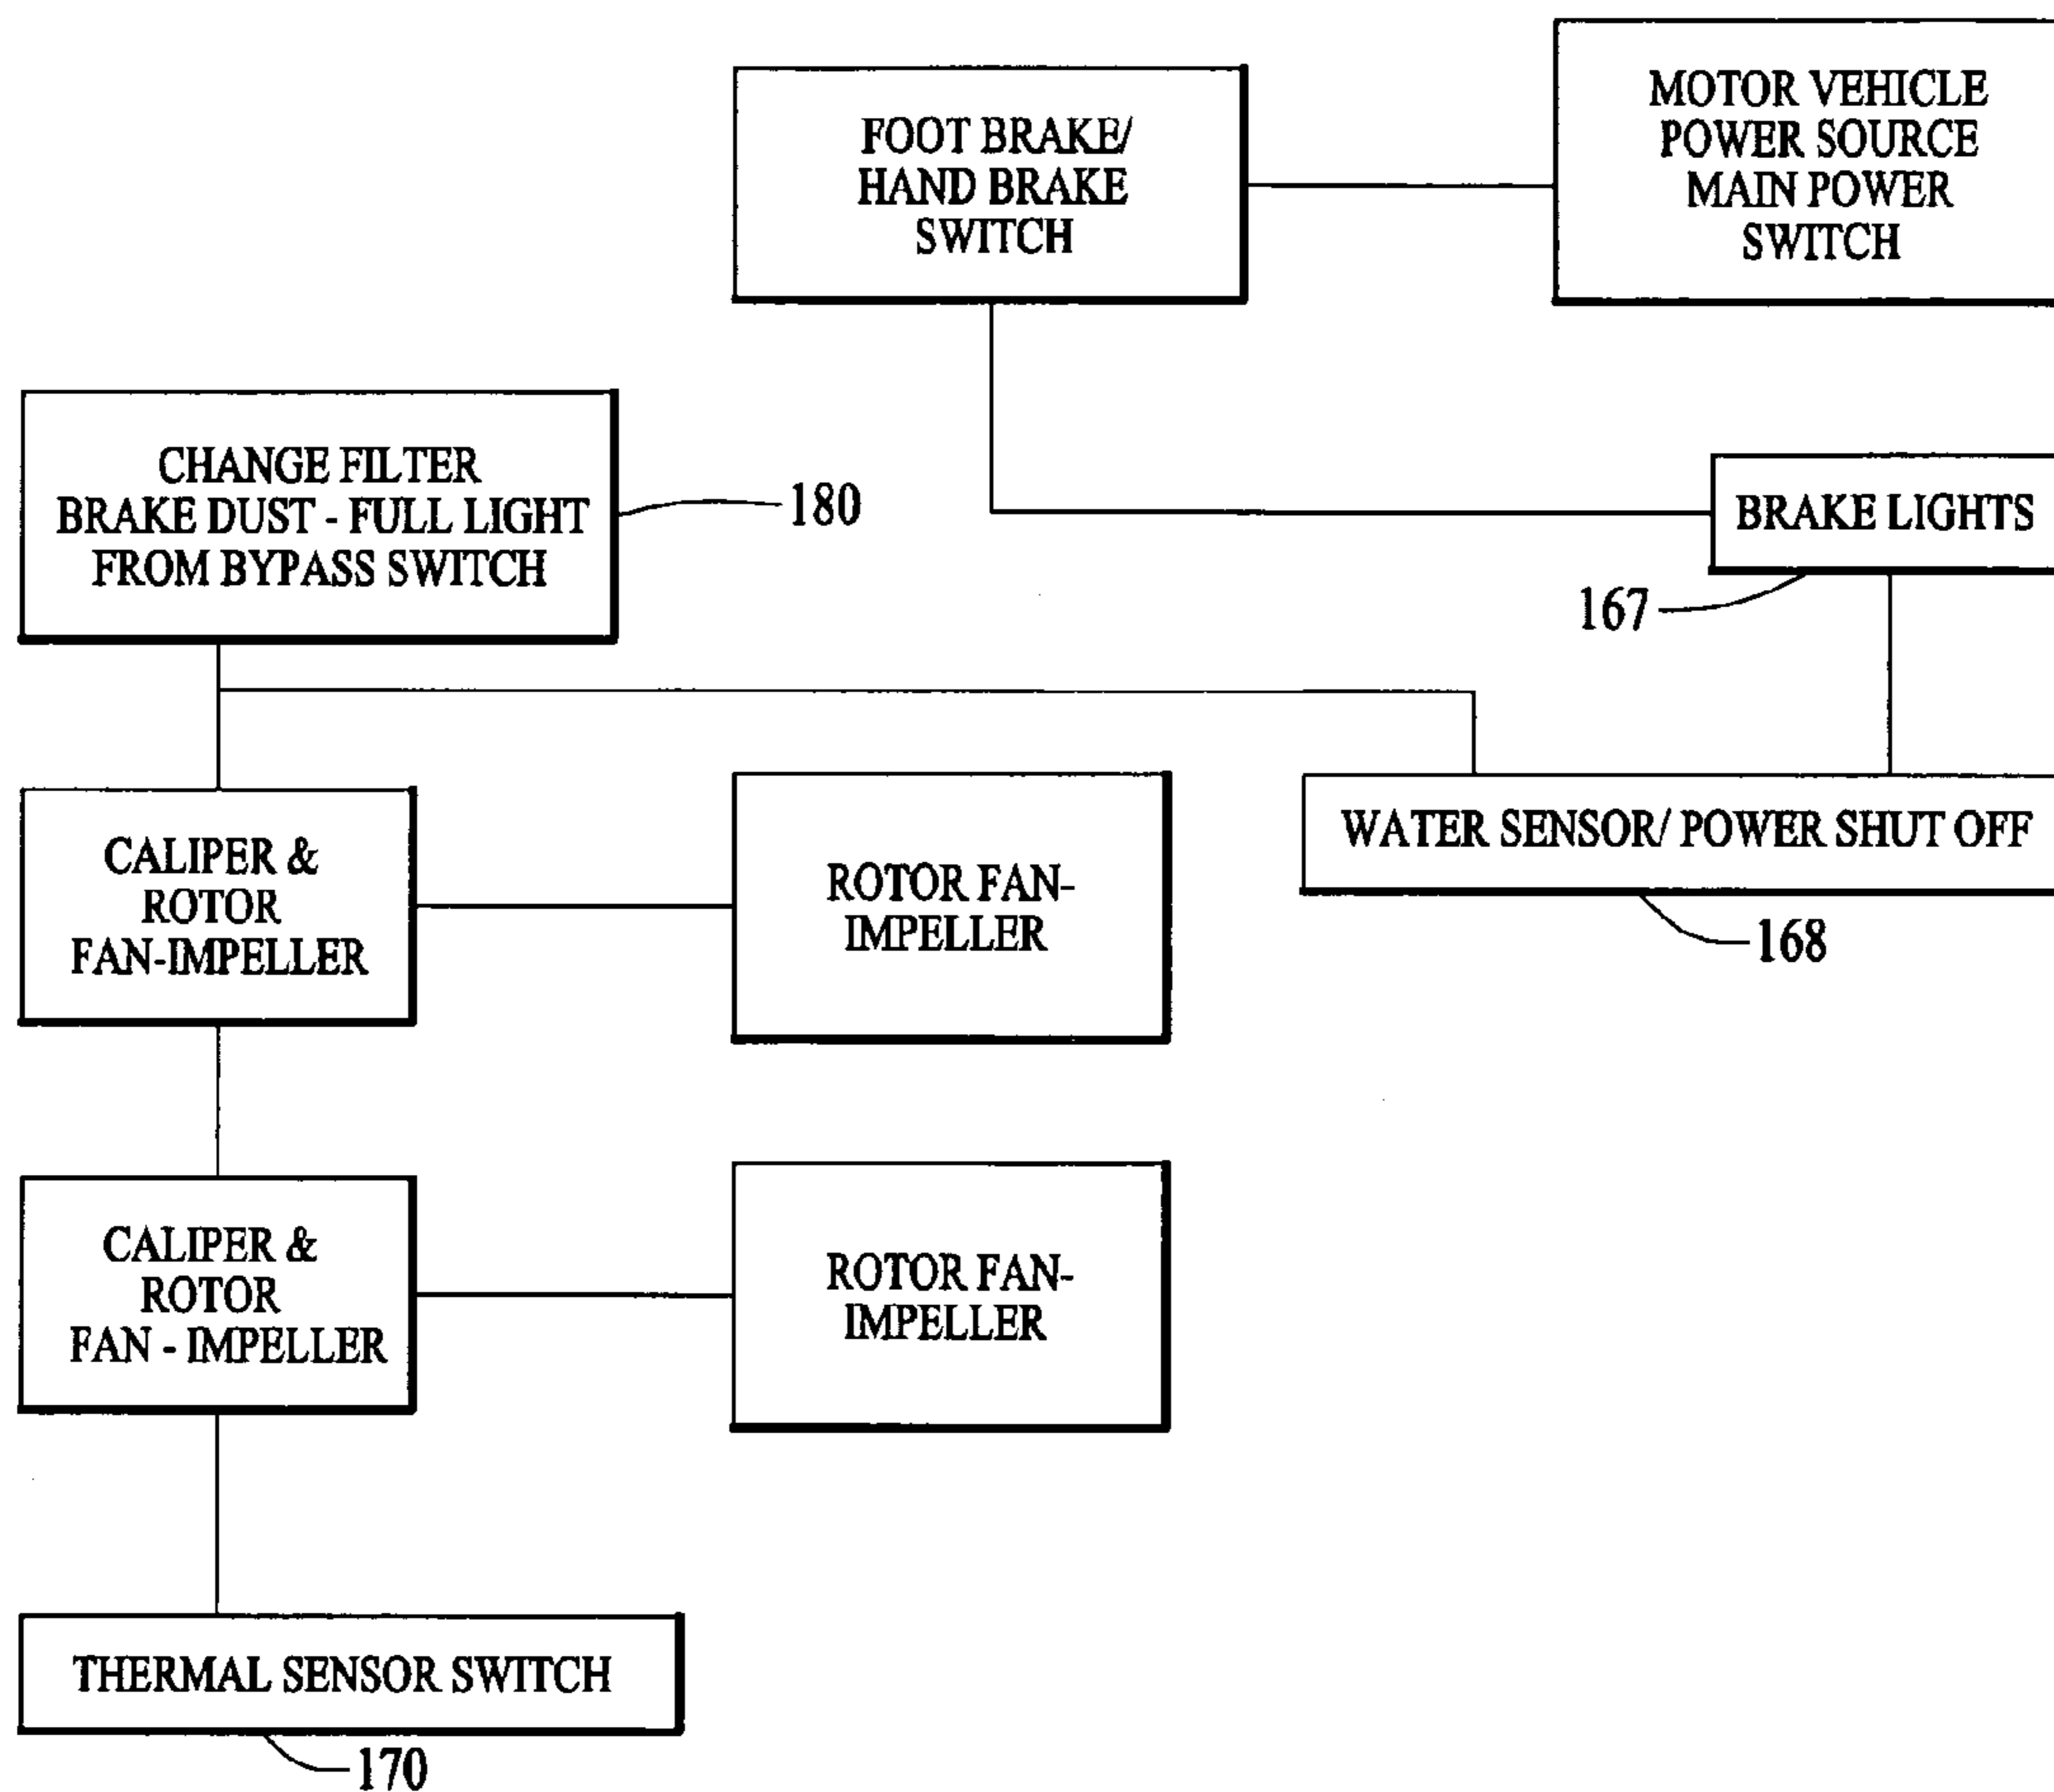 FOOT BRAKE/
HAND BRAKE
SWITCH
MOTOR VEHICLE
POWER SOURCE
MAIN POWER
SWITCH
CHANGE FILTER
BRAKE DUST - FULL LIGHT
FROM BYPASS SWITCH
180
BRAKE LIGHTS
167
CALIPER &
ROTOR
FAN-IMPELLER
ROTOR FAN-
IMPELLER
WATER SENSOR/ POWER SHUT OFF
168
CALIPER &
ROTOR
FAN - IMPELLER
ROTOR FAN-
IMPELLER
THERMAL SENSOR SWITCH
170